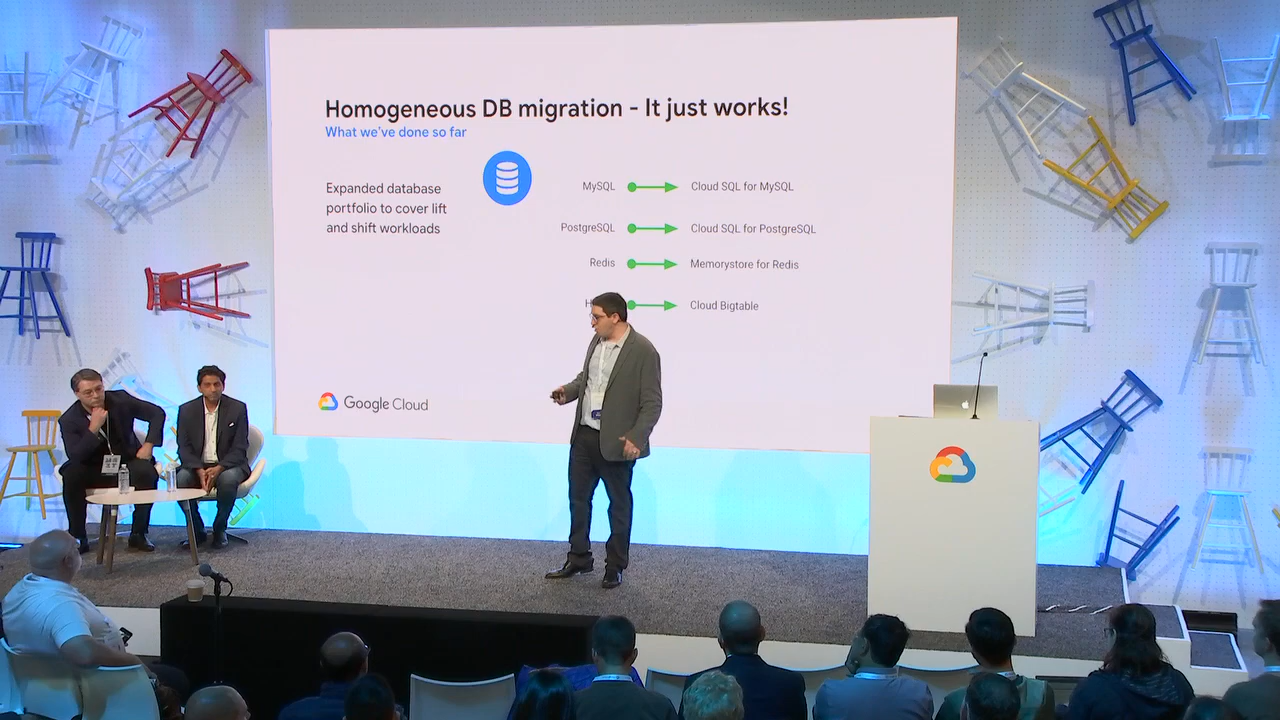 Homogeneous DB migration - It just works!
What we've done so far
Expanded database
portfolio to cover lift
and shift workloads
MySQL Cloud SQL for MySQL
PostgreSQL Cloud SQL for PostgreSQL
Redis Memorystore for Redis
Cloud Bigtable
Google Cloud